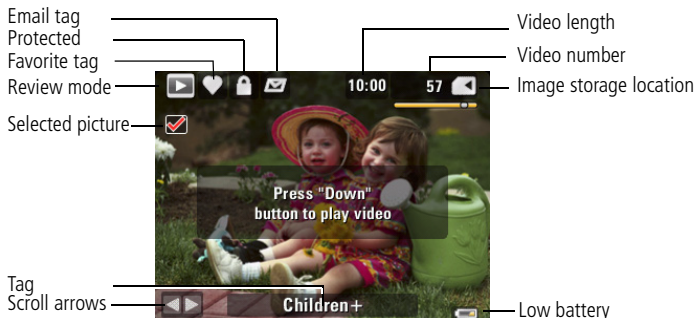 Email tag
Protected
Favorite tag
Review mode
Selected picture
Video length
Video number
Image storage location
10:00
57
Press "Down"
button to play video
Tag
Scroll arrows
Children+
Low battery